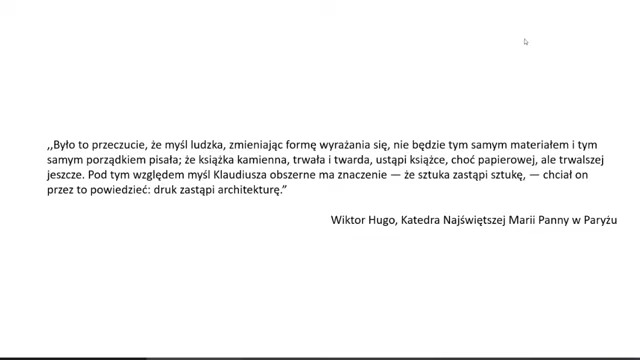 ,,Było to przeczucie, że myśl ludzka, zmieniając formę wyrażania się, nie będzie tym samym materiałem i tym
samym porządkiem pisała; że książka kamienna, trwała i twarda, ustąpi książce, choć papierowej, ale trwalszej
jeszcze. Pod tym względem myśl Klaudiusza obszerne ma znaczenie — że sztuka zastąpi sztukę, — chciał on
przez to powiedzieć: druk zastąpi architekturę.”
Wiktor Hugo, Katedra Najświętszej Marii Panny w Paryżu